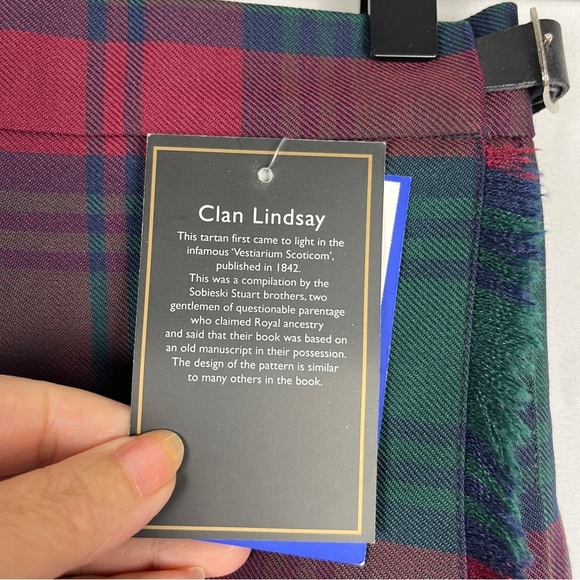 Clan Lindsay
This tartan first came to light in the
infamous 'Vestiarium Scoticom',
published in 1842.
This was a compilation by the
Sobieski Stuart brothers, two
gentlemen of questionable parentage
who claimed Royal ancestry
and said that their book was based on
an old manuscript in their possession.
The design of the pattern is similar
to many others in the book.